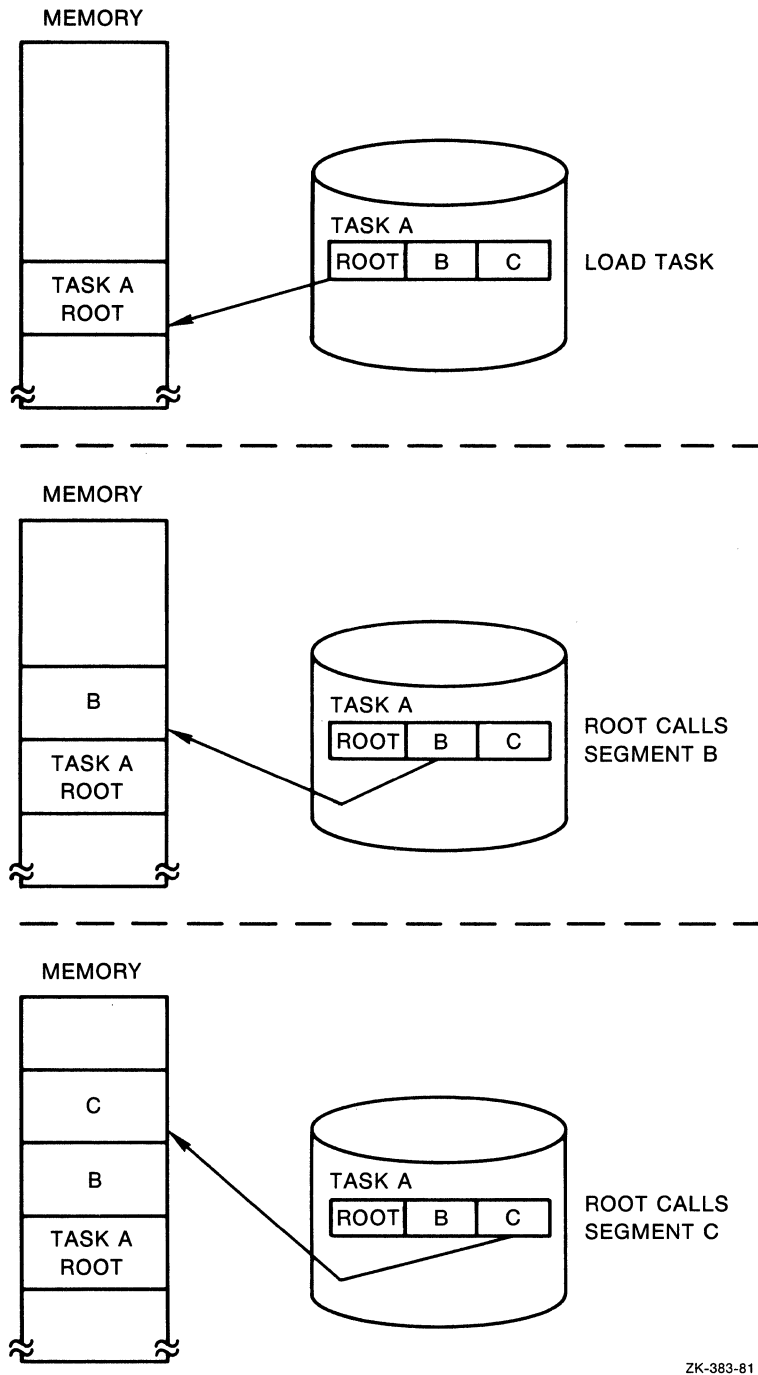 MEMORY
TASK A
ROOT B C
LOAD TASK
TASK A
ROOT
MEMORY
B
TASK A
ROOT B C
ROOT CALLS
SEGMENT B
TASK A
ROOT
MEMORY
C
B
TASK A
ROOT
TASK A
ROOT B C
ROOT CALLS
SEGMENT C
ZK-383-81